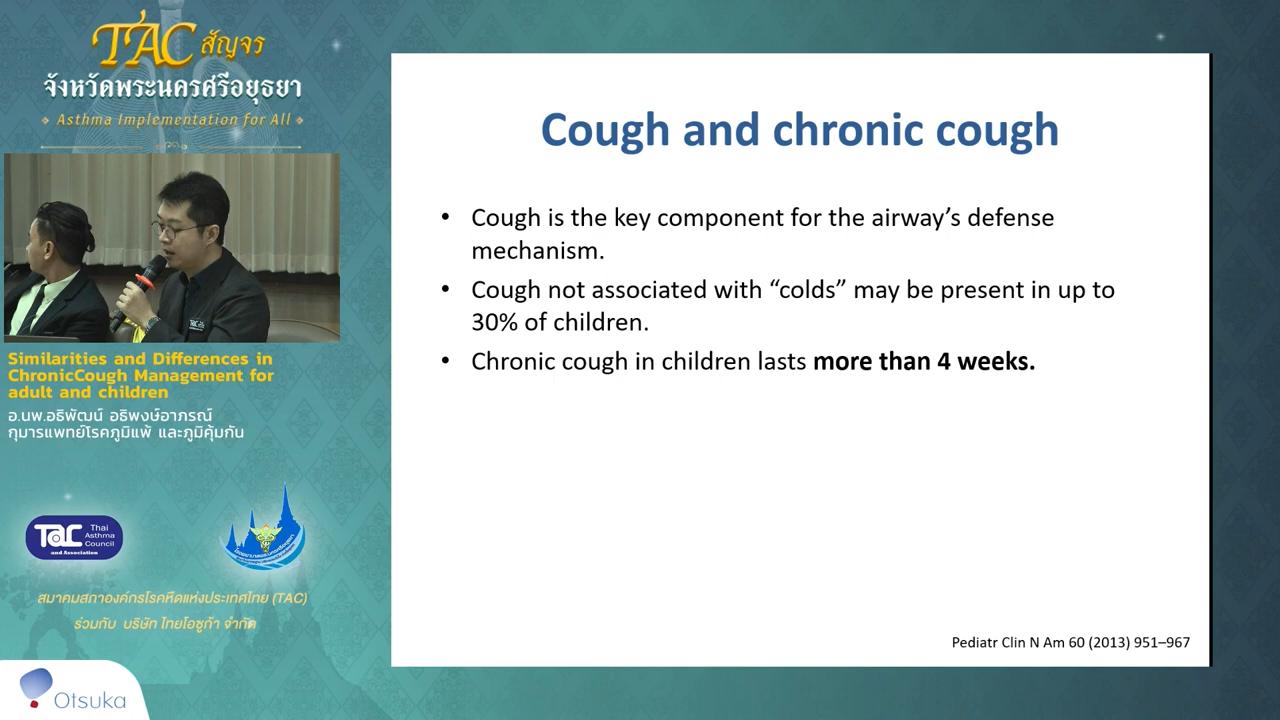 TAC สัญจร
จังหวัดพระนครศรีอยุธยา
Asthma Implementation for All
Similarities and Differences in
ChronicCough Management for
adult and children
อ.นพ.อธิพัฒน์ อธิพงษ์อาภรณ์
กุมารแพทย์โรคภูมิแพ้ และภูมิคุ้มกัน
TaC Thai
Asthma
Council
and Association
สมาคมสภาองค์กรโรคหืดแห่งประเทศไทย (TAC)
ร่วมกับ บริษัท ไทยโอซูก้า จำกัด
Otsuka
Cough and chronic cough
• Cough is the key component for the airway’s defense
mechanism.
• Cough not associated with “colds” may be present in up to
30% of children.
• Chronic cough in children lasts more than 4 weeks.
Pediatr Clin N Am 60 (2013) 951–967